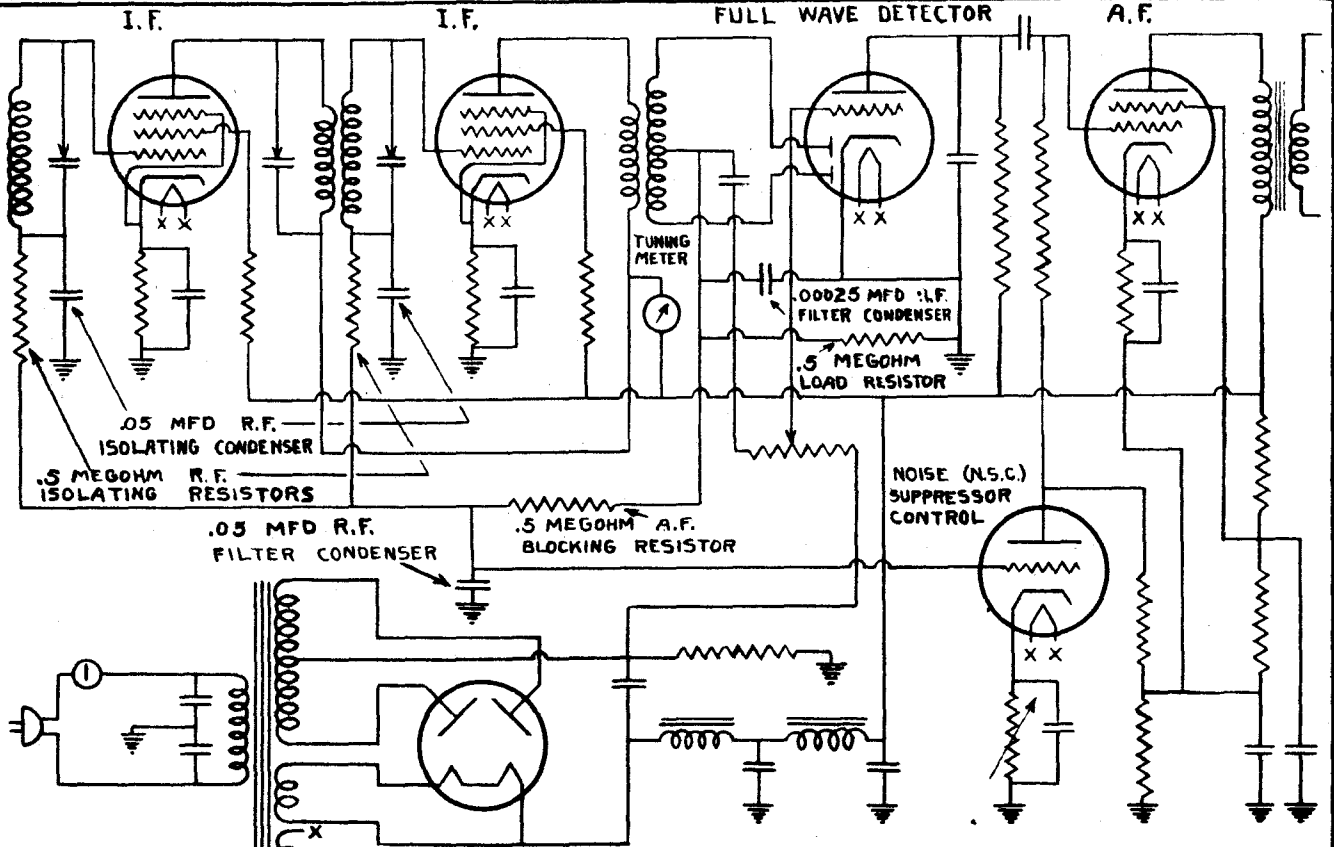 I.F.
I.F.
FULL WAVE DETECTOR
A.F.
X X
X X
X X
X X
TUNING
METER
.00025 MFD I.F.
FILTER CONDENSER
.5 MEGOHM
LOAD RESISTOR
.05 MFD R.F.
ISOLATING CONDENSER
.5 MEGOHM R.F.
ISOLATING RESISTORS
.05 MFD R.F.
FILTER CONDENSER
.5 MEGOHM A.F.
BLOCKING RESISTOR
NOISE (N.S.C.)
SUPPRESSOR
CONTROL
X X
X